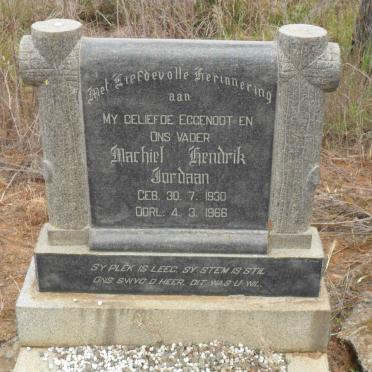 Met Liefdevolle Herinnering
aan
MY GELIEFDE EGGENOOT EN
ONS VADER
Machiel Hendrik
Jordaan
GEB. 30. 7. 1930
OORL. 4. 3. 1966
SY PLEK IS LEEG, SY STEM IS STIL
ONS SWYG O HEER, DIT WAS U WIL